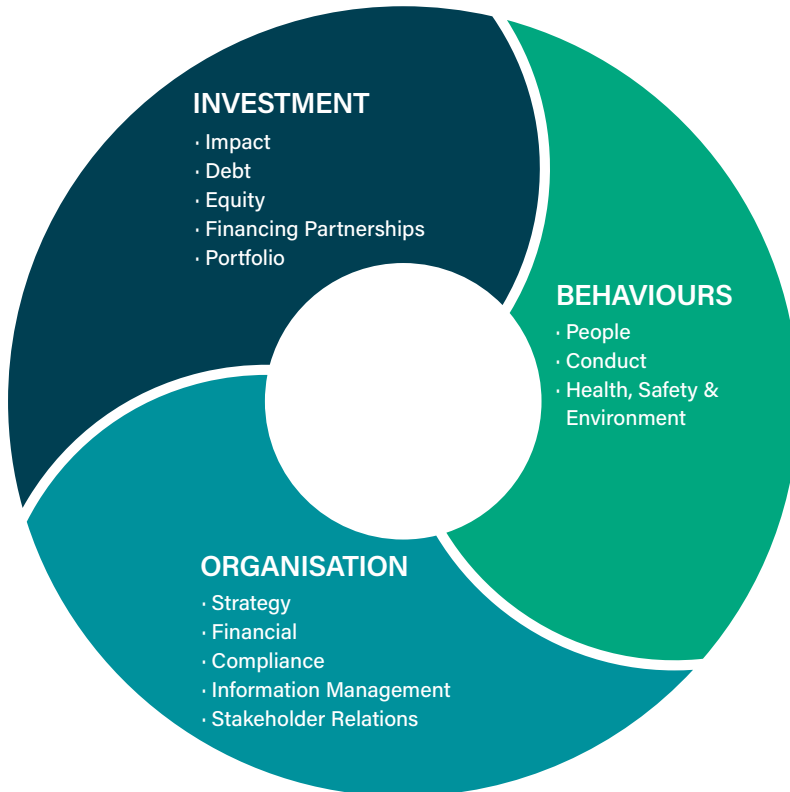 INVESTMENT
· Impact
· Debt
· Equity
· Financing Partnerships
· Portfolio
BEHAVIOURS
· People
· Conduct
· Health, Safety &
Environment
ORGANISATION
· Strategy
· Financial
· Compliance
· Information Management
· Stakeholder Relations